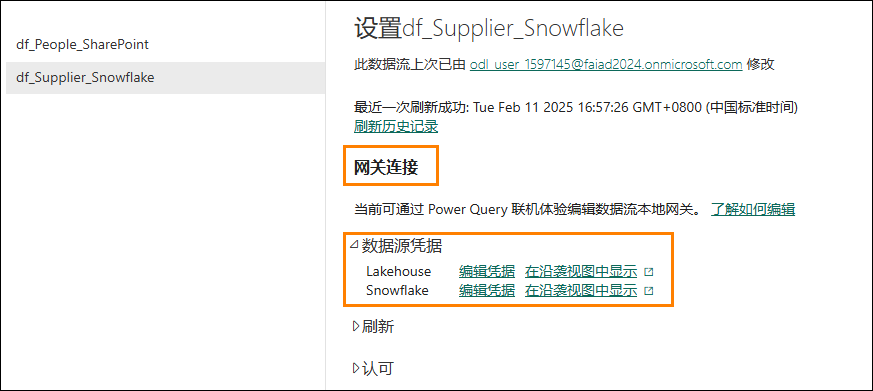 df_People_SharePoint
df_Supplier_Snowflake
设置df_Supplier_Snowflake
此数据流上次已由 odl_user_1597145@faiad2024.onmicrosoft.com 修改
最近一次刷新成功: Tue Feb 11 2025 16:57:26 GMT+0800 (中国标准时间)
刷新历史记录
网关连接
当前可通过 Power Query 联机体验编辑数据流本地网关。 了解如何编辑
数据源凭据
Lakehouse 编辑凭据 在沿袭视图中显示
Snowflake 编辑凭据 在沿袭视图中显示
刷新
认可